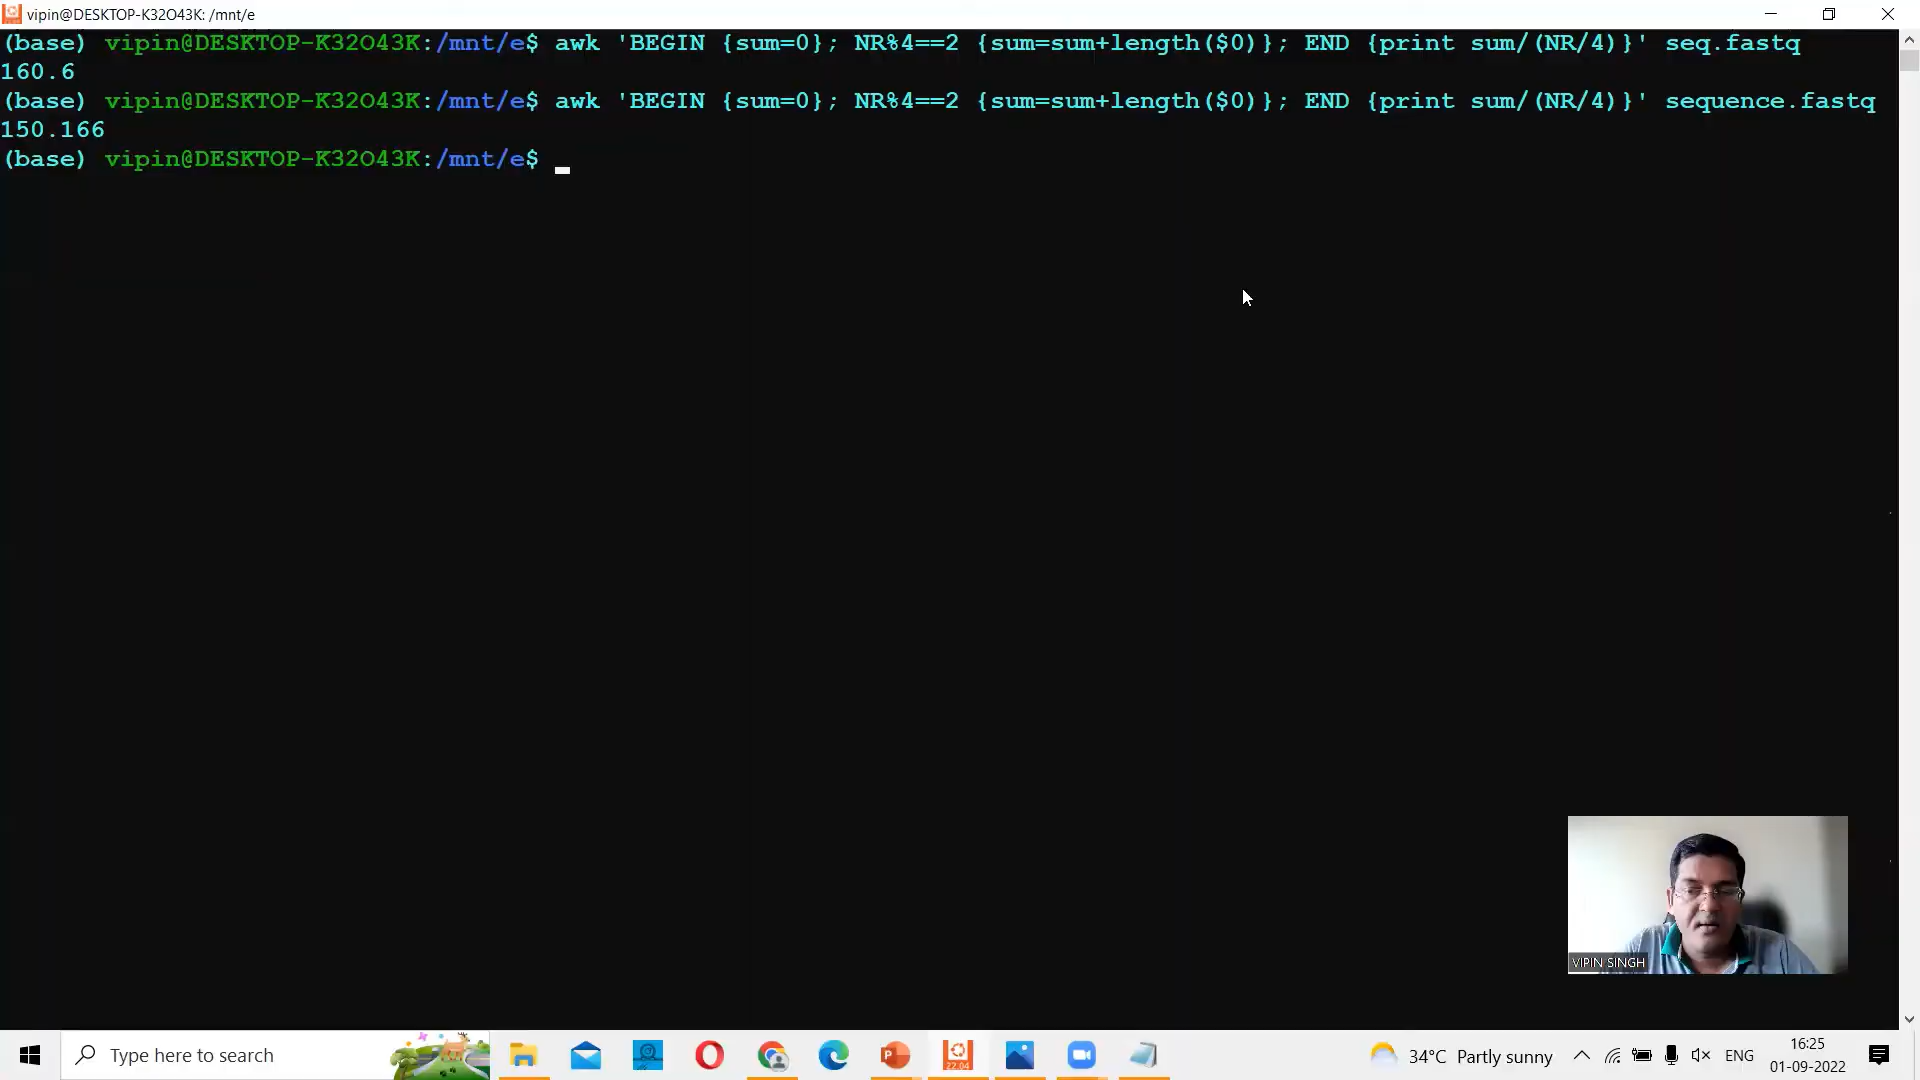 vipin@DESKTOP-K32O43K: /mnt/e
(base) vipin@DESKTOP-K32O43K:/mnt/e$ awk 'BEGIN {sum=0}; NR%4==2 {sum=sum+length($0)}; END {print sum/(NR/4)}' seq.fastq
160.6
(base) vipin@DESKTOP-K32O43K:/mnt/e$ awk 'BEGIN {sum=0}; NR%4==2 {sum=sum+length($0)}; END {print sum/(NR/4)}' sequence.fastq
150.166
(base) vipin@DESKTOP-K32O43K:/mnt/e$
VIPIN SINGH
Type here to search
22.04
34°C Partly sunny
ENG
16:25
01-09-2022